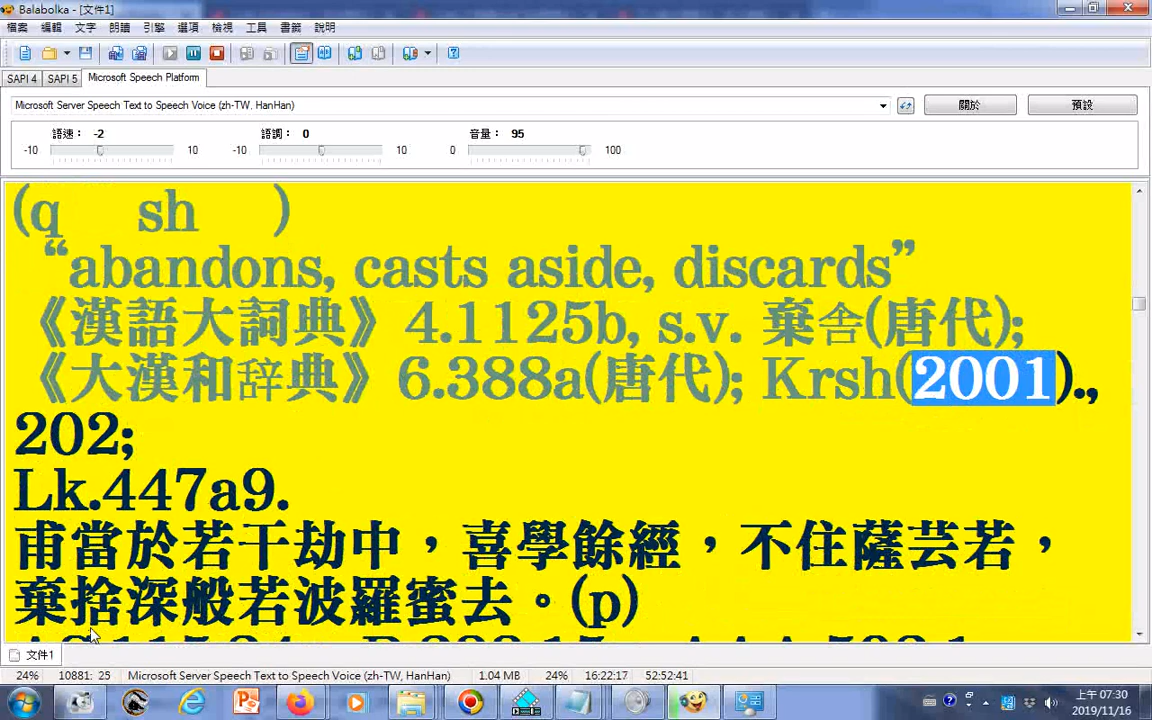 Balabolka - [文件1]
檔案 編輯 文字 朗讀 引擎 選項 檢視 工具 書籤 說明
SAPI 4 SAPI 5 Microsoft Speech Platform
Microsoft Server Speech Text to Speech Voice (zh-TW, HanHan) 關於 預設
語速： -2 語調： 0 音量： 95
-10 10 -10 10 0 100
(q sh )
“abandons, casts aside, discards”
《漢語大詞典》 4.1125b, s.v. 棄舎(唐代);
《大漢和辞典》 6.388a(唐代); Krsh(2001).,
202;
Lk.447a9.
甫當於若干劫中，喜學餘經，不住薩芸若，
棄捨深般若波羅蜜去。(p)
文件1
24% 10881: 25 Microsoft Server Speech Text to Speech Voice (zh-TW, HanHan) 1.04 MB 24% 16:22:17 52:52:41
上午 07:30
2019/11/16